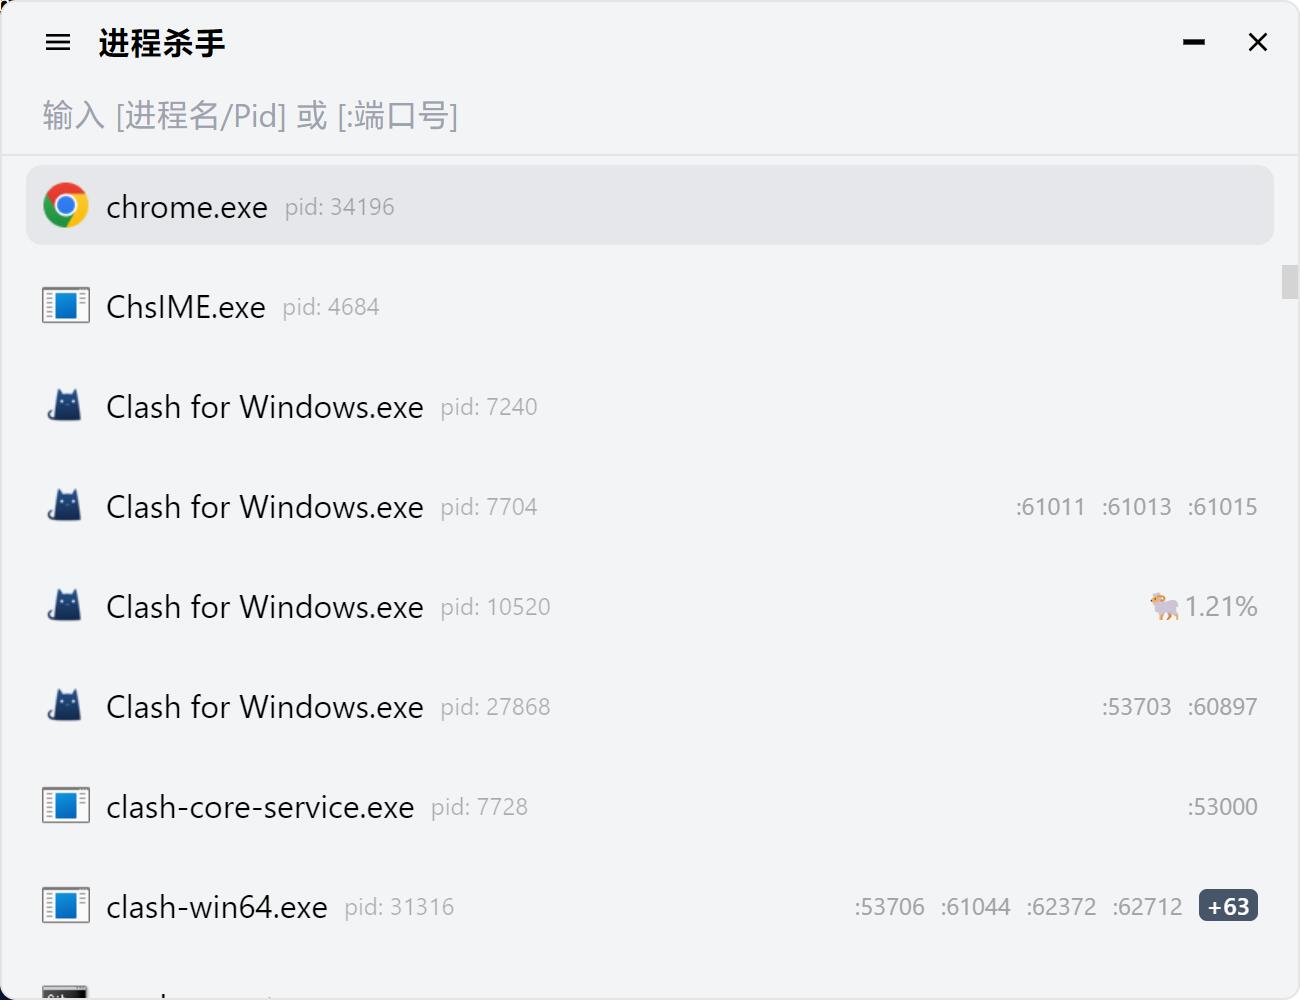 进程杀手
输入 [进程名/Pid] 或 [:端口号]
chrome.exe pid: 34196
ChsIME.exe pid: 4684
Clash for Windows.exe pid: 7240
Clash for Windows.exe pid: 7704 :61011 :61013 :61015
Clash for Windows.exe pid: 10520 1.21%
Clash for Windows.exe pid: 27868 :53703 :60897
clash-core-service.exe pid: 7728 :53000
clash-win64.exe pid: 31316 :53706 :61044 :62372 :62712 +63